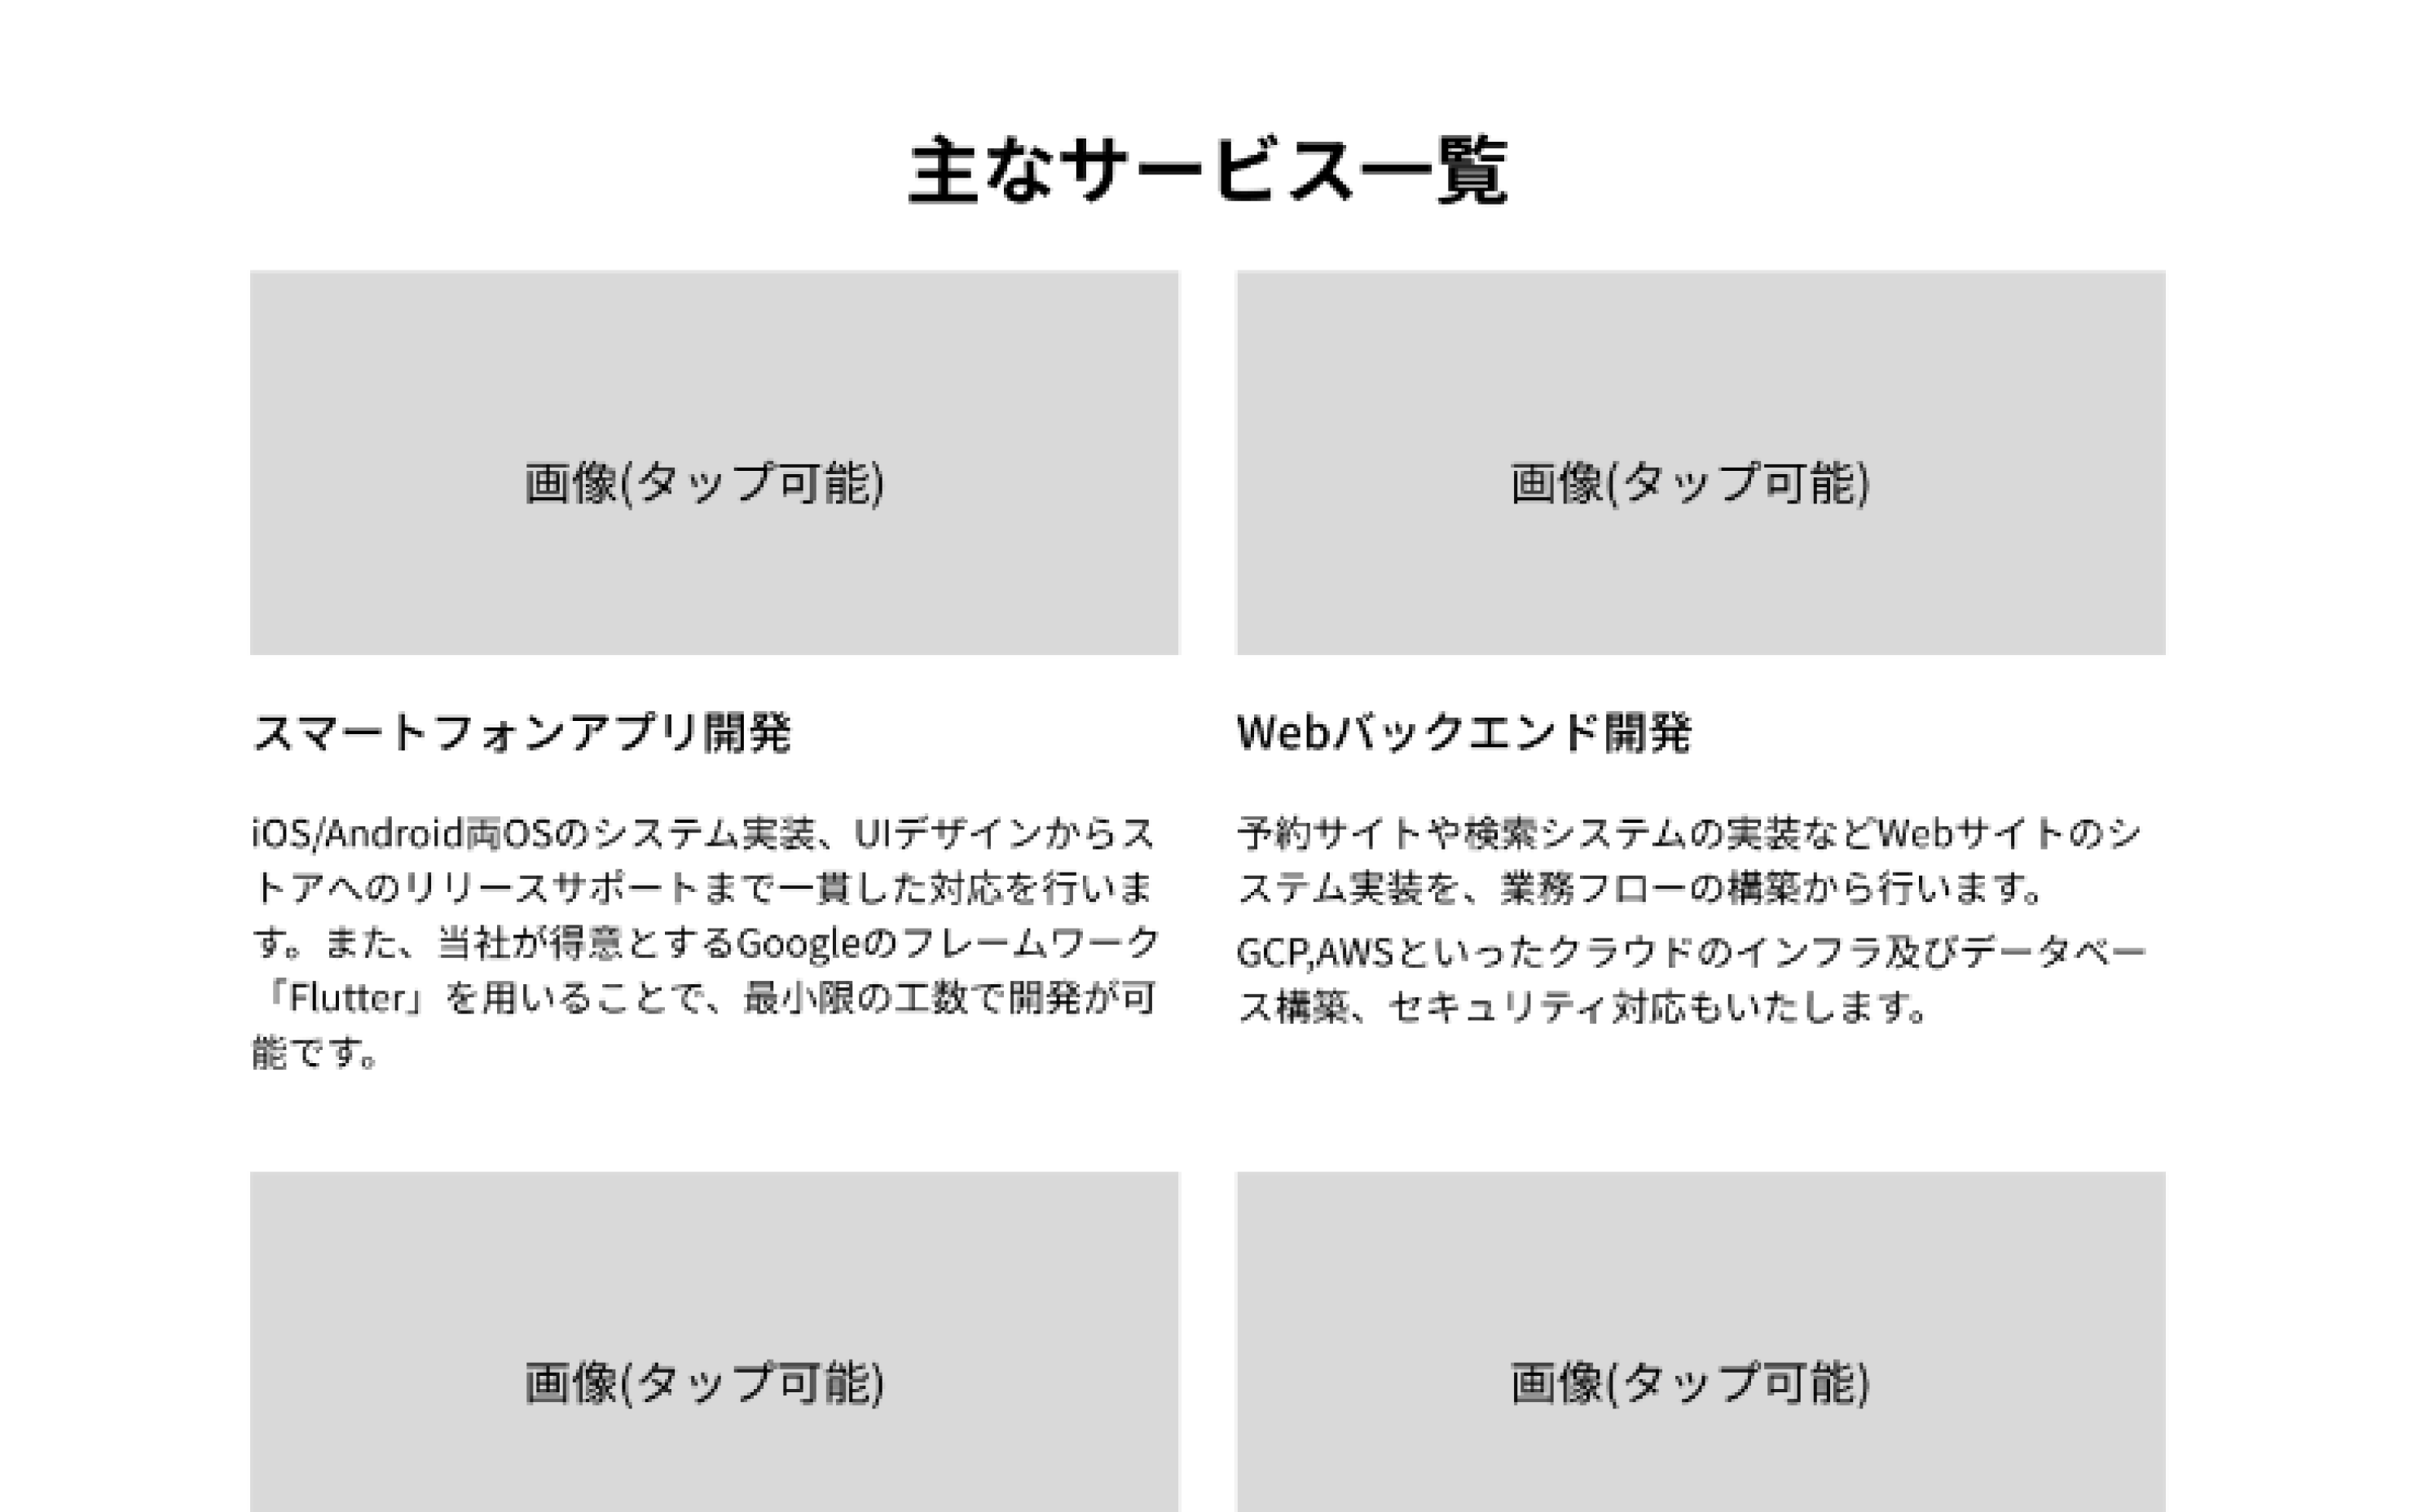 主なサービス一覧
画像(タップ可能)
画像(タップ可能)
スマートフォンアプリ開発
iOS/Android両OSのシステム実装、UIデザインからス
トアへのリリースサポートまで一貫した対応を行いま
す。また、当社が得意とするGoogleのフレームワーク
「Flutter」を用いることで、最小限の工数で開発が可
能です。
Webバックエンド開発
予約サイトや検索システムの実装などWebサイトのシ
ステム実装を、業務フローの構築から行います。
GCP,AWSといったクラウドのインフラ及びデータベー
ス構築、セキュリティ対応もいたします。
画像(タップ可能)
画像(タップ可能)